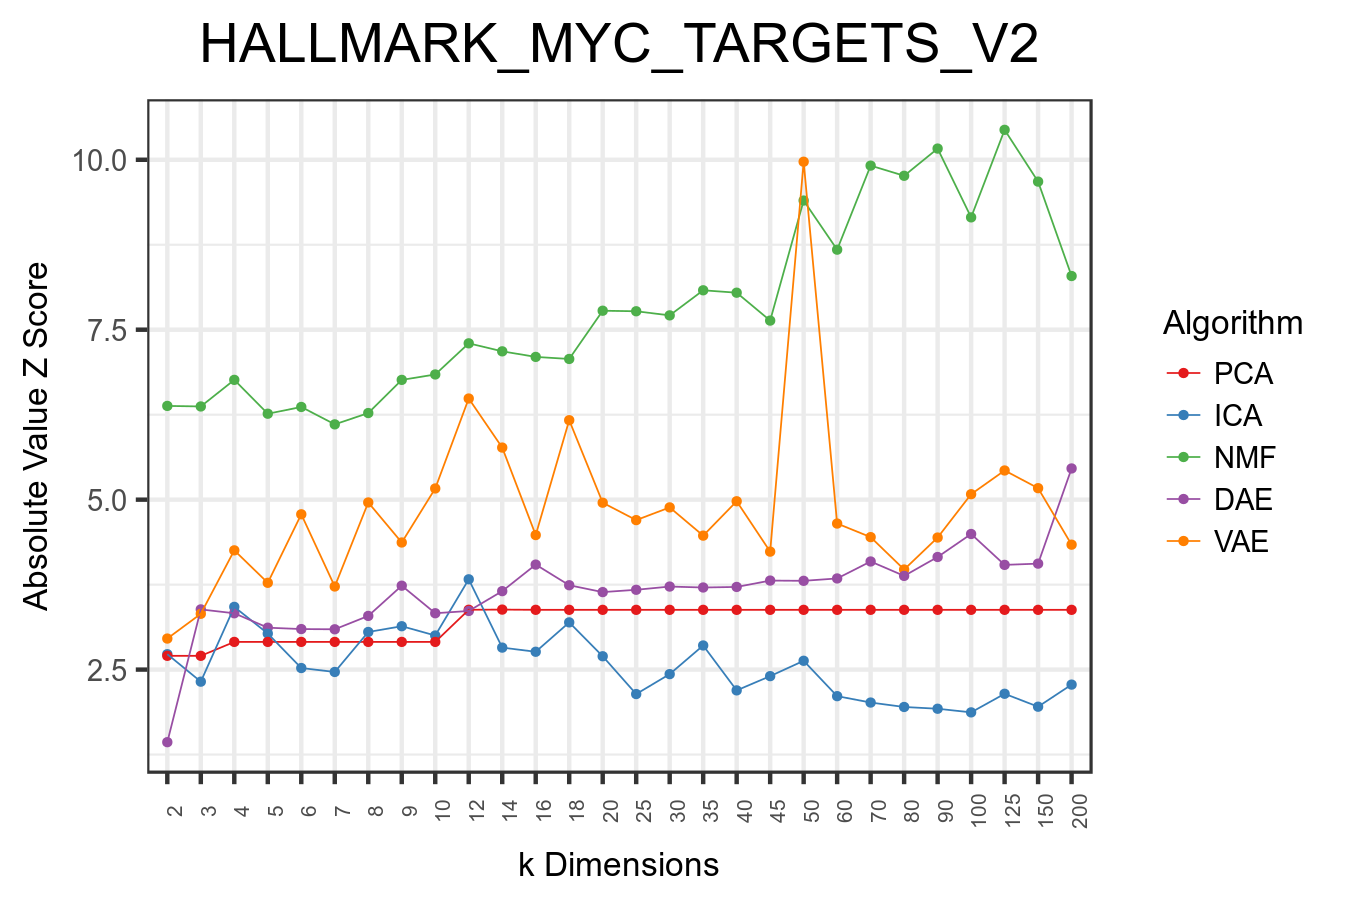 HALLMARK_MYC_TARGETS_V2
Absolute Value Z Score
10.0
7.5
5.0
2.5
2 3 4 5 6 7 8 9 10 12 14 16 18 20 25 30 35 40 45 50 60 70 80 90 100 125 150 200
k Dimensions
Algorithm
PCA
ICA
NMF
DAE
VAE